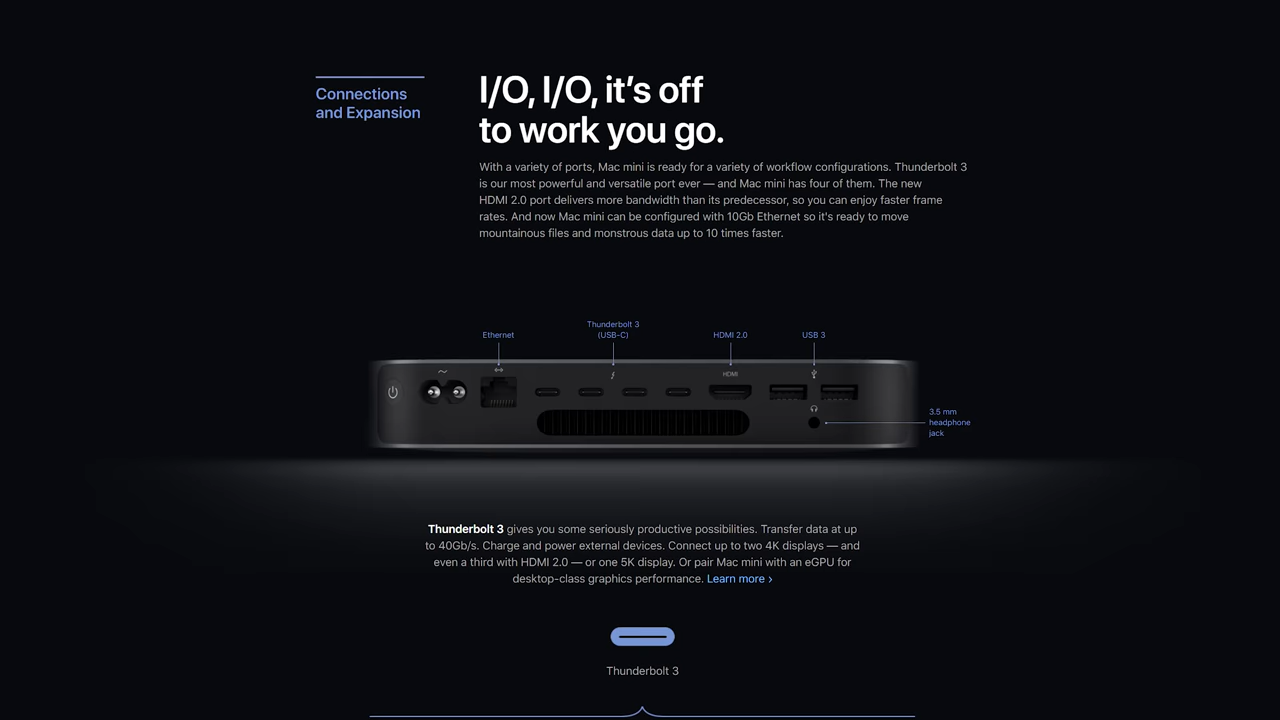 Connections
and Expansion
I/O, I/O, it's off
to work you go.
With a variety of ports, Mac mini is ready for a variety of workflow configurations. Thunderbolt 3
is our most powerful and versatile port ever — and Mac mini has four of them. The new
HDMI 2.0 port delivers more bandwidth than its predecessor, so you can enjoy faster frame
rates. And now Mac mini can be configured with 10Gb Ethernet so it's ready to move
mountainous files and monstrous data up to 10 times faster.
Ethernet
Thunderbolt 3
(USB-C)
HDMI 2.0
USB 3
HDMI
3.5 mm
headphone
jack
Thunderbolt 3 gives you some seriously productive possibilities. Transfer data at up
to 40Gb/s. Charge and power external devices. Connect up to two 4K displays — and
even a third with HDMI 2.0 — or one 5K display. Or pair Mac mini with an eGPU for
desktop-class graphics performance. Learn more ›
Thunderbolt 3